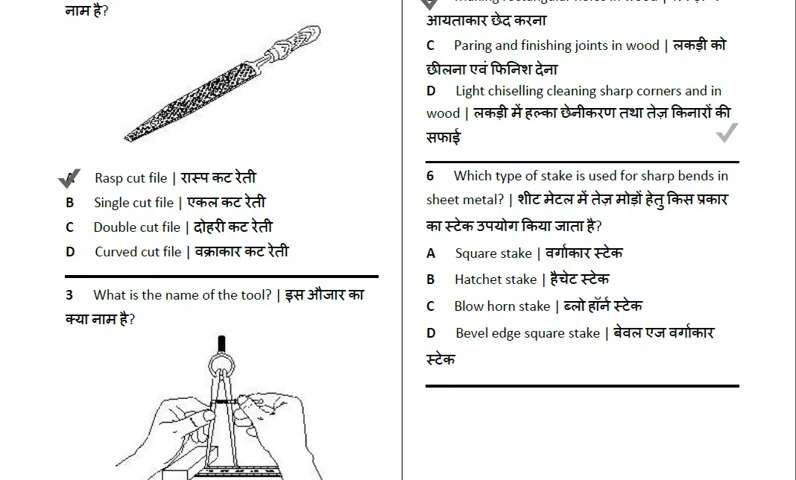 नाम है?
Rasp cut file | रास्प कट रेती
B Single cut file | एकल कट रेती
C Double cut file | दोहरी कट रेती
D Curved cut file | वक्राकार कट रेती
3 What is the name of the tool? | इस औजार का
क्या नाम है?
आयताकार छेद करना
C Paring and finishing joints in wood | लकड़ी को
छीलना एवं फिनिश देना
D Light chiselling cleaning sharp corners and in
wood | लकड़ी में हल्का छेनीकरण तथा तेज़ किनारों की
सफाई
6 Which type of stake is used for sharp bends in
sheet metal? | शीट मेटल में तेज़ मोड़ों हेतु किस प्रकार
का स्टेक उपयोग किया जाता है?
A Square stake | वर्गाकार स्टेक
B Hatchet stake | हैचेट स्टेक
C Blow horn stake | ब्लो हॉर्न स्टेक
D Bevel edge square stake | बेवल एज वर्गाकार
स्टेक